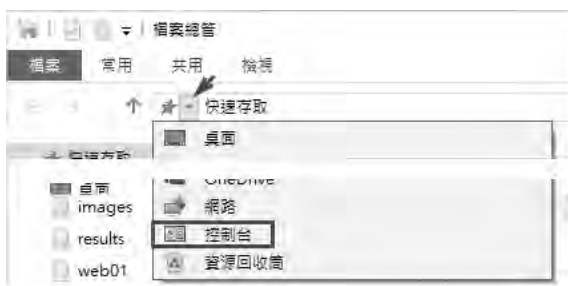 檔案總管
檔案 常用 共用 檢視
快速存取
桌面
快速存取
桌面
OneDrive
images
網路
results
控制台
web01
資源回收筒